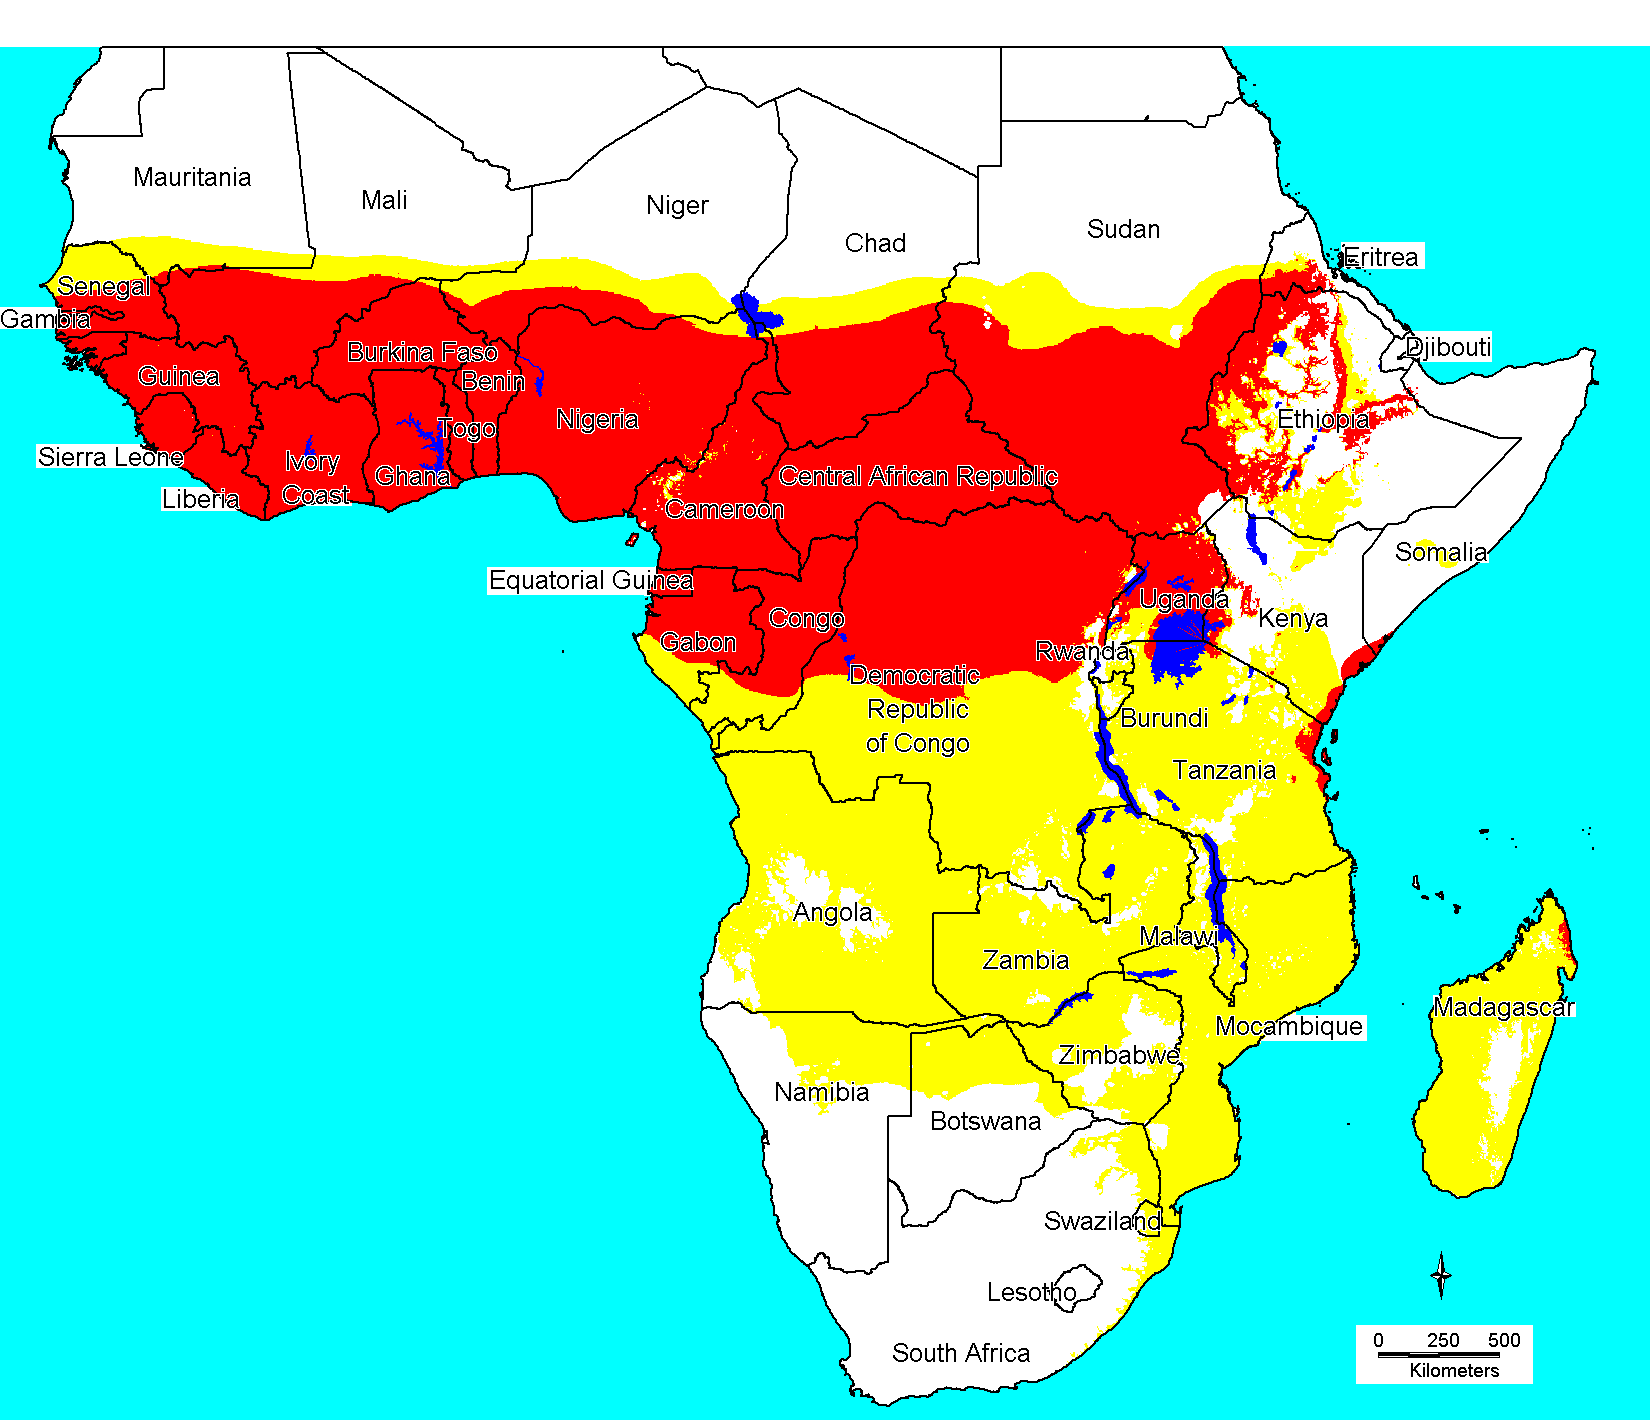 Mauritania
Mali
Niger
Chad
Sudan
Eritrea
Senegal
Gambia
Djibouti
Burkina Faso
Guinea
Benin
Nigeria
Togo
Ethiopia
Sierra Leone
Ivory
Coast
Ghana
Liberia
Central African Republic
Cameroon
Somalia
Equatorial Guinea
Uganda
Congo
Kenya
Gabon
Rwanda
Democratic
Republic
of Congo
Burundi
Tanzania
Angola
Malawi
Zambia
Madagascar
Mocambique
Zimbabwe
Namibia
Botswana
Swaziland
Lesotho
South Africa
0 250 500
Kilometers